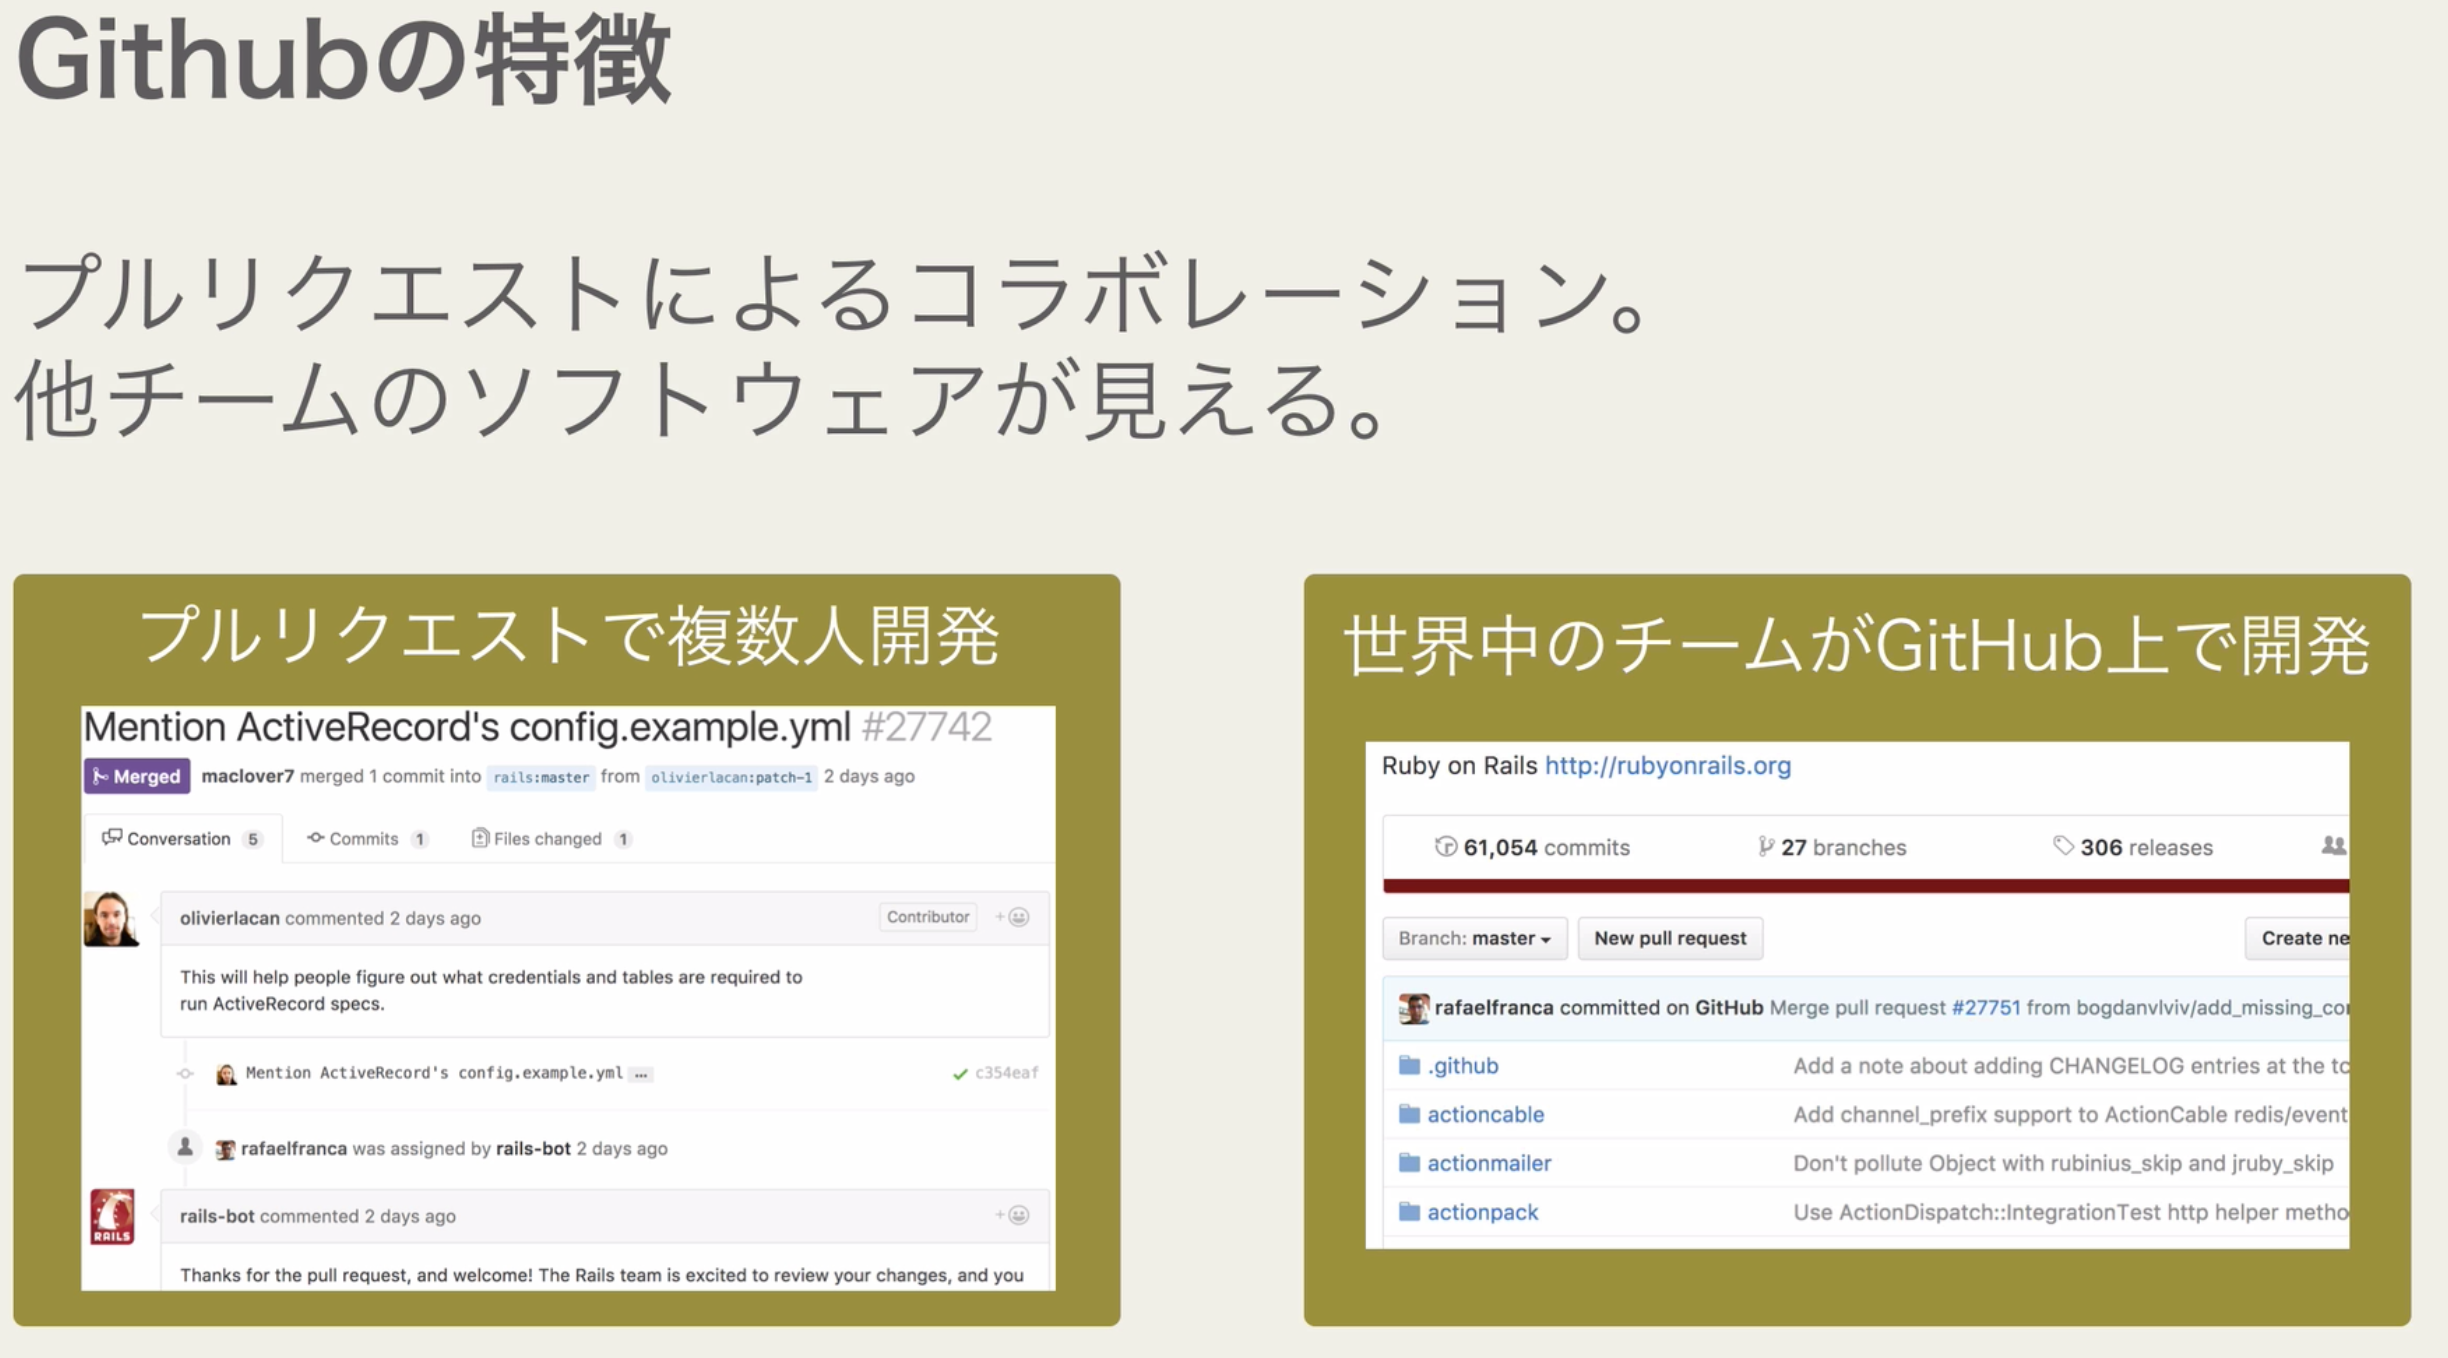 Githubの特徴
プルリクエストによるコラボレーション。
他チームのソフトウェアが見える。
プルリクエストで複数人開発
Mention ActiveRecord's config.example.yml #27742
Merged maclover7 merged 1 commit into rails:master from olivierlacan:patch-1 2 days ago
Conversation 5 Commits 1 Files changed 1
olivierlacan commented 2 days ago Contributor
This will help people figure out what credentials and tables are required to
run ActiveRecord specs.
Mention ActiveRecord's config.example.yml ... c354eaf
rafaelfranca was assigned by rails-bot 2 days ago
RAILS
rails-bot commented 2 days ago
Thanks for the pull request, and welcome! The Rails team is excited to review your changes, and you
世界中のチームがGitHub上で開発
Ruby on Rails http://rubyonrails.org
61,054 commits 27 branches 306 releases
Branch: master New pull request Create ne
rafaelfranca committed on GitHub Merge pull request #27751 from bogdanvlviv/add_missing_co
.github Add a note about adding CHANGELOG entries at the to
actioncable Add channel_prefix support to ActionCable redis/event
actionmailer Don't pollute Object with rubinius_skip and jruby_skip
actionpack Use ActionDispatch::IntegrationTest http helper metho